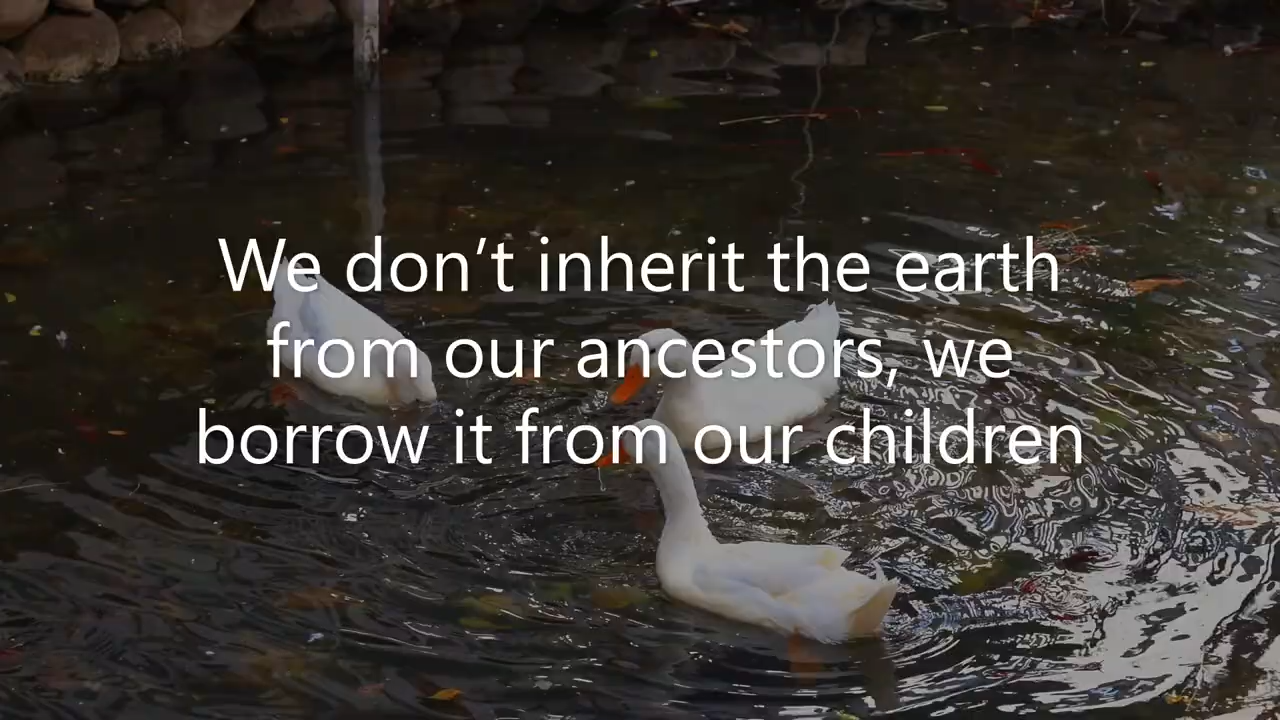 We don’t inherit the earth
from our ancestors, we
borrow it from our children